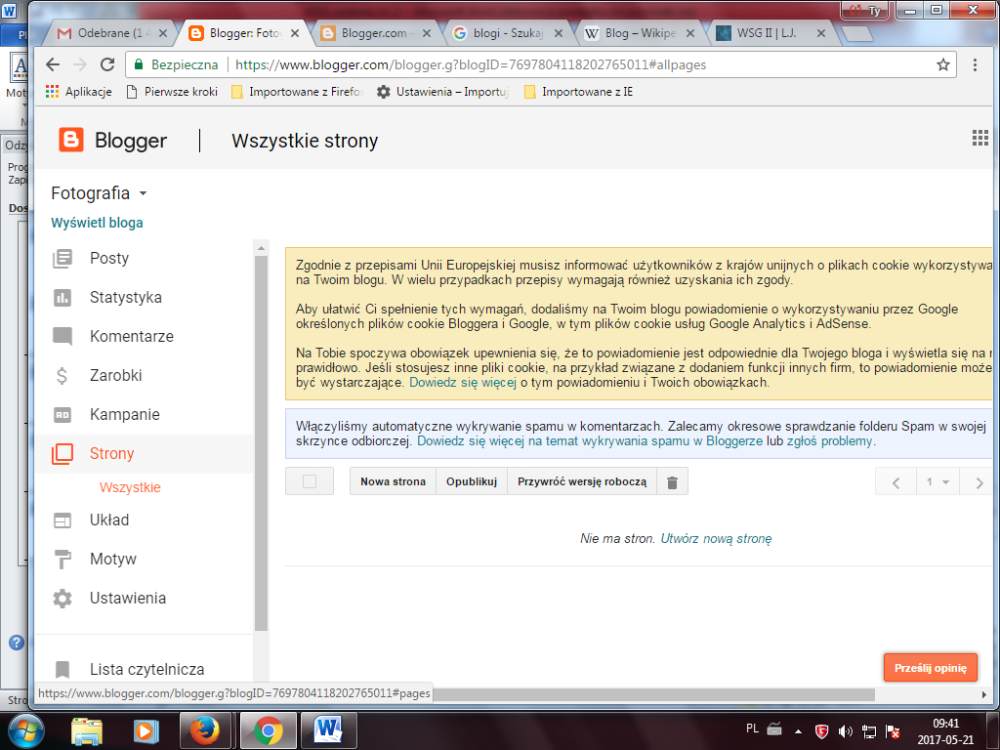 Odebrane (1
Blogger: Fotog
Blogger.com -
blogi - Szukaj
Blog – Wikipe
WSG II | L.J.
Ty
Bezpieczna
https://www.blogger.com/blogger.g?blogID=7697804118202765011#allpages
Aplikacje
Pierwsze kroki
Importowane z Firefo
Ustawienia – Importu
Importowane z IE
Blogger
Wszystkie strony
Fotografia
Wyświetl bloga
Posty
Statystyka
Komentarze
Zarobki
Kampanie
Strony
Wszystkie
Układ
Motyw
Ustawienia
Lista czytelnicza
Zgodnie z przepisami Unii Europejskiej musisz informować użytkowników z krajów unijnych o plikach cookie wykorzystywa
na Twoim blogu. W wielu przypadkach przepisy wymagają również uzyskania ich zgody.
Aby ułatwić Ci spełnienie tych wymagań, dodaliśmy na Twoim blogu powiadomienie o wykorzystywaniu przez Google
określonych plików cookie Bloggera i Google, w tym plików cookie usług Google Analytics i AdSense.
Na Tobie spoczywa obowiązek upewnienia się, że to powiadomienie jest odpowiednie dla Twojego bloga i wyświetla się na n
prawidłowo. Jeśli stosujesz inne pliki cookie, na przykład związane z dodaniem funkcji innych firm, to powiadomienie może
być wystarczające. Dowiedz się więcej o tym powiadomieniu i Twoich obowiązkach.
Włączyliśmy automatyczne wykrywanie spamu w komentarzach. Zalecamy okresowe sprawdzanie folderu Spam w swojej
skrzynce odbiorczej. Dowiedz się więcej na temat wykrywania spamu w Bloggerze lub zgłoś problemy.
Nowa strona
Opublikuj
Przywróć wersję roboczą
1
Nie ma stron. Utwórz nową stronę
Prześlij opinię
https://www.blogger.com/blogger.g?blogID=7697804118202765011#pages
Odzy
Prog
Zapi
Dos
Stro
PL
09:41
2017-05-21